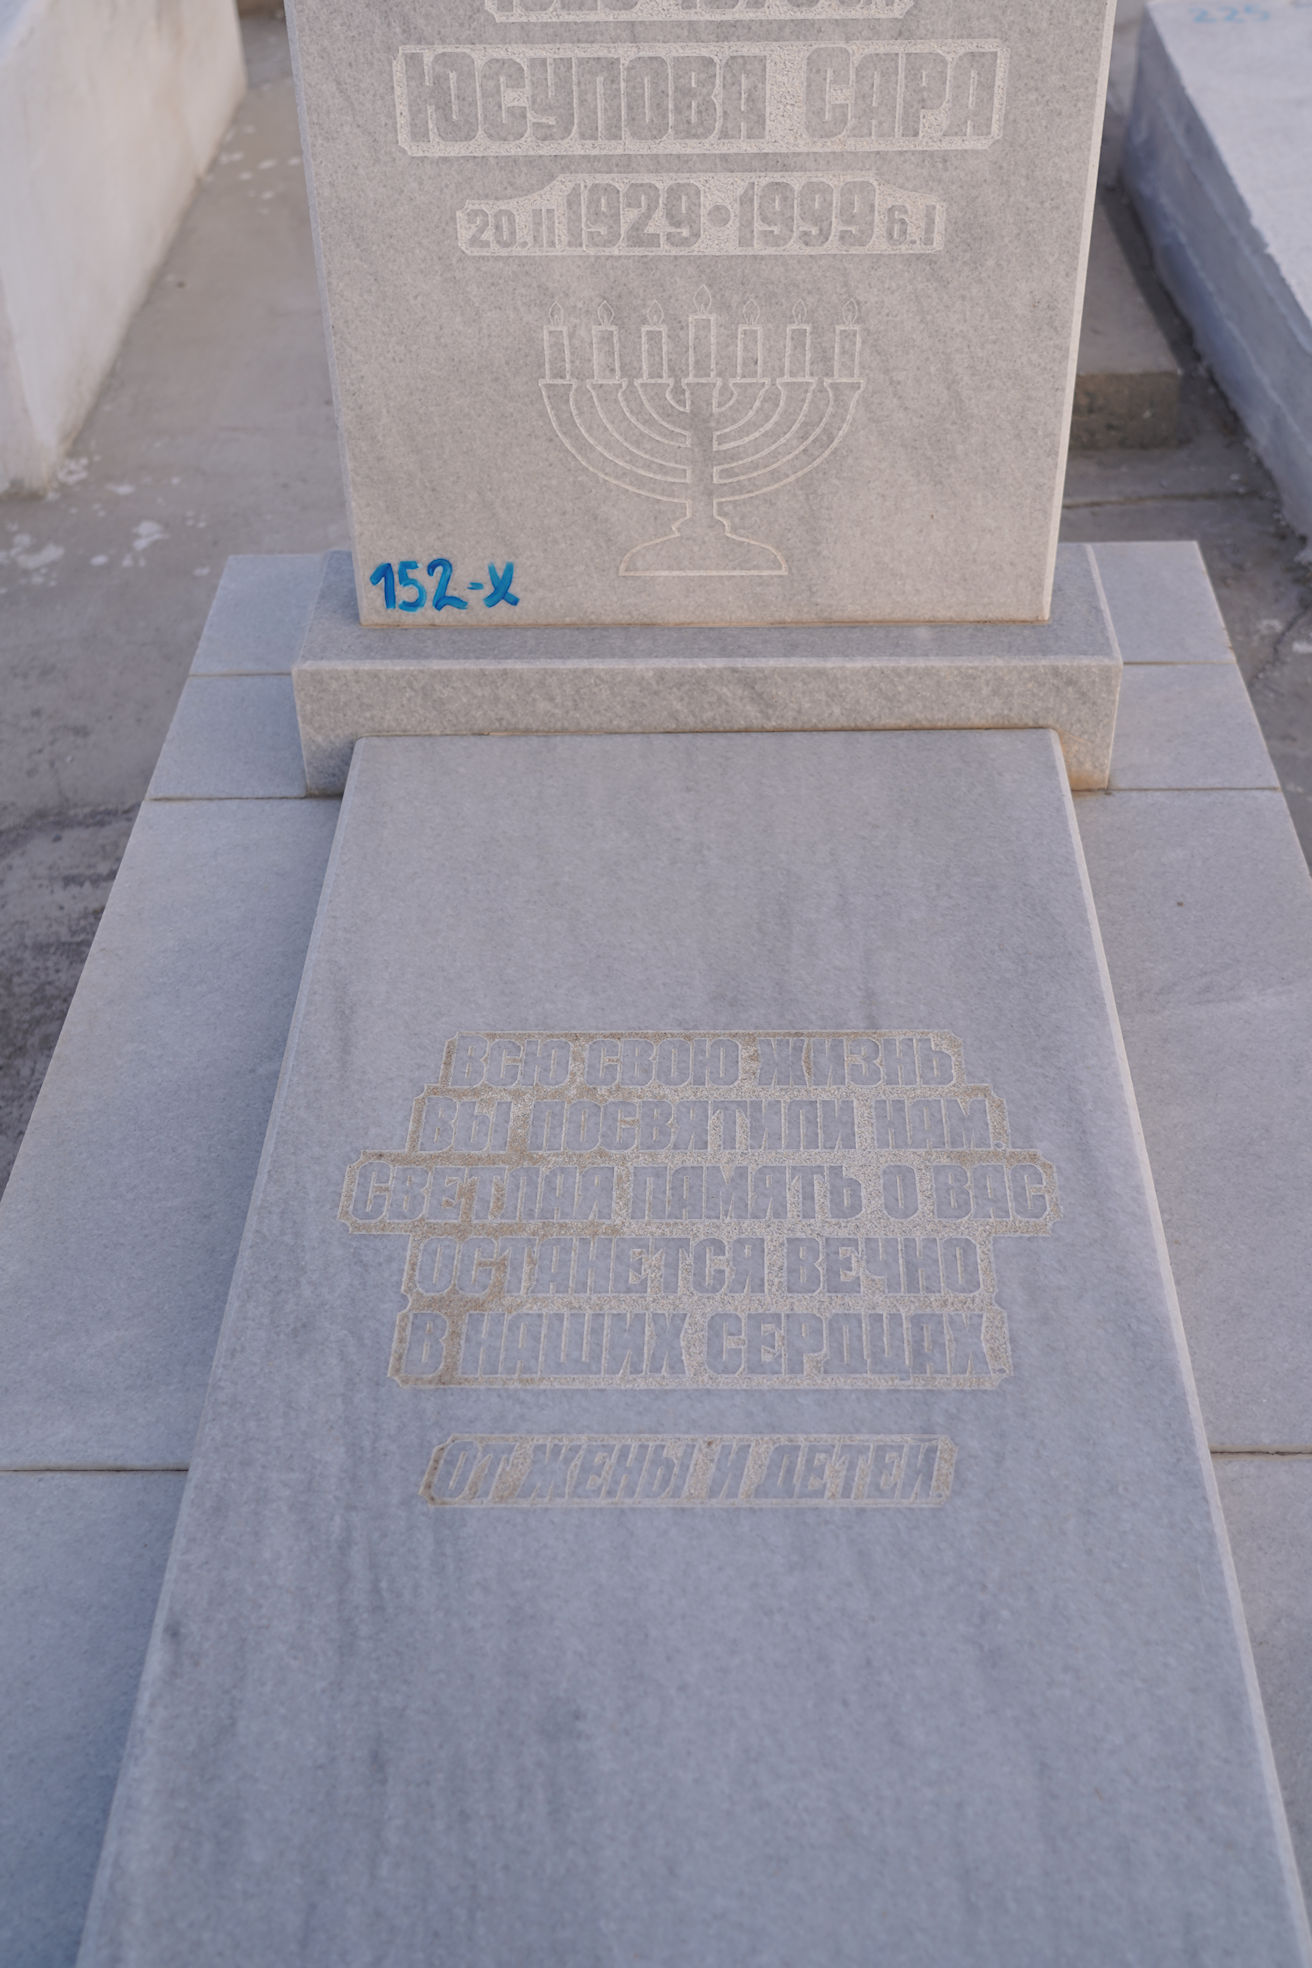 ЮСУПОВА САРА
20.II 1929•1999 6.I
152-X
ВСЮ СВОЮ ЖИЗНЬ
ВЫ ПОСВЯТИЛИ НАМ.
СВЕТЛАЯ ПАМЯТЬ О ВАС
ОСТАНЕТСЯ ВЕЧНО
В НАШИХ СЕРДЦАХ.
ОТ ЖЕНЫ И ДЕТЕЙ.
225